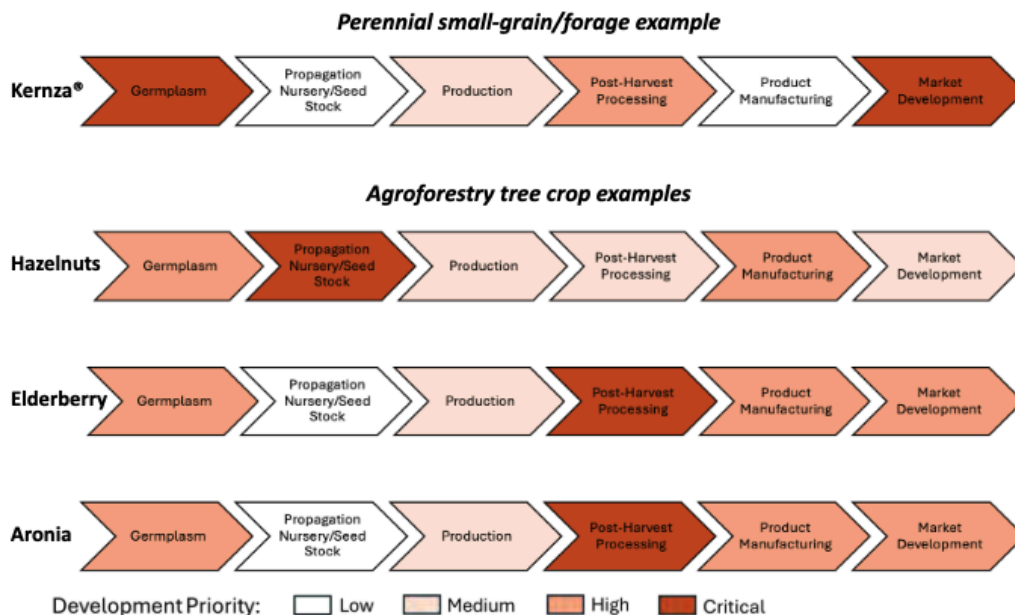 Perennial small-grain/forage example
Kernza®
Germplasm
Propagation
Nursery/Seed
Stock
Production
Post-Harvest
Processing
Product
Manufacturing
Market
Development
Agroforestry tree crop examples
Hazelnuts
Germplasm
Propagation
Nursery/Seed
Stock
Production
Post-Harvest
Processing
Product
Manufacturing
Market
Development
Elderberry
Germplasm
Propagation
Nursery/Seed
Stock
Production
Post-Harvest
Processing
Product
Manufacturing
Market
Development
Aronia
Germplasm
Propagation
Nursery/Seed
Stock
Production
Post-Harvest
Processing
Product
Manufacturing
Market
Development
Development Priority: Low Medium High Critical